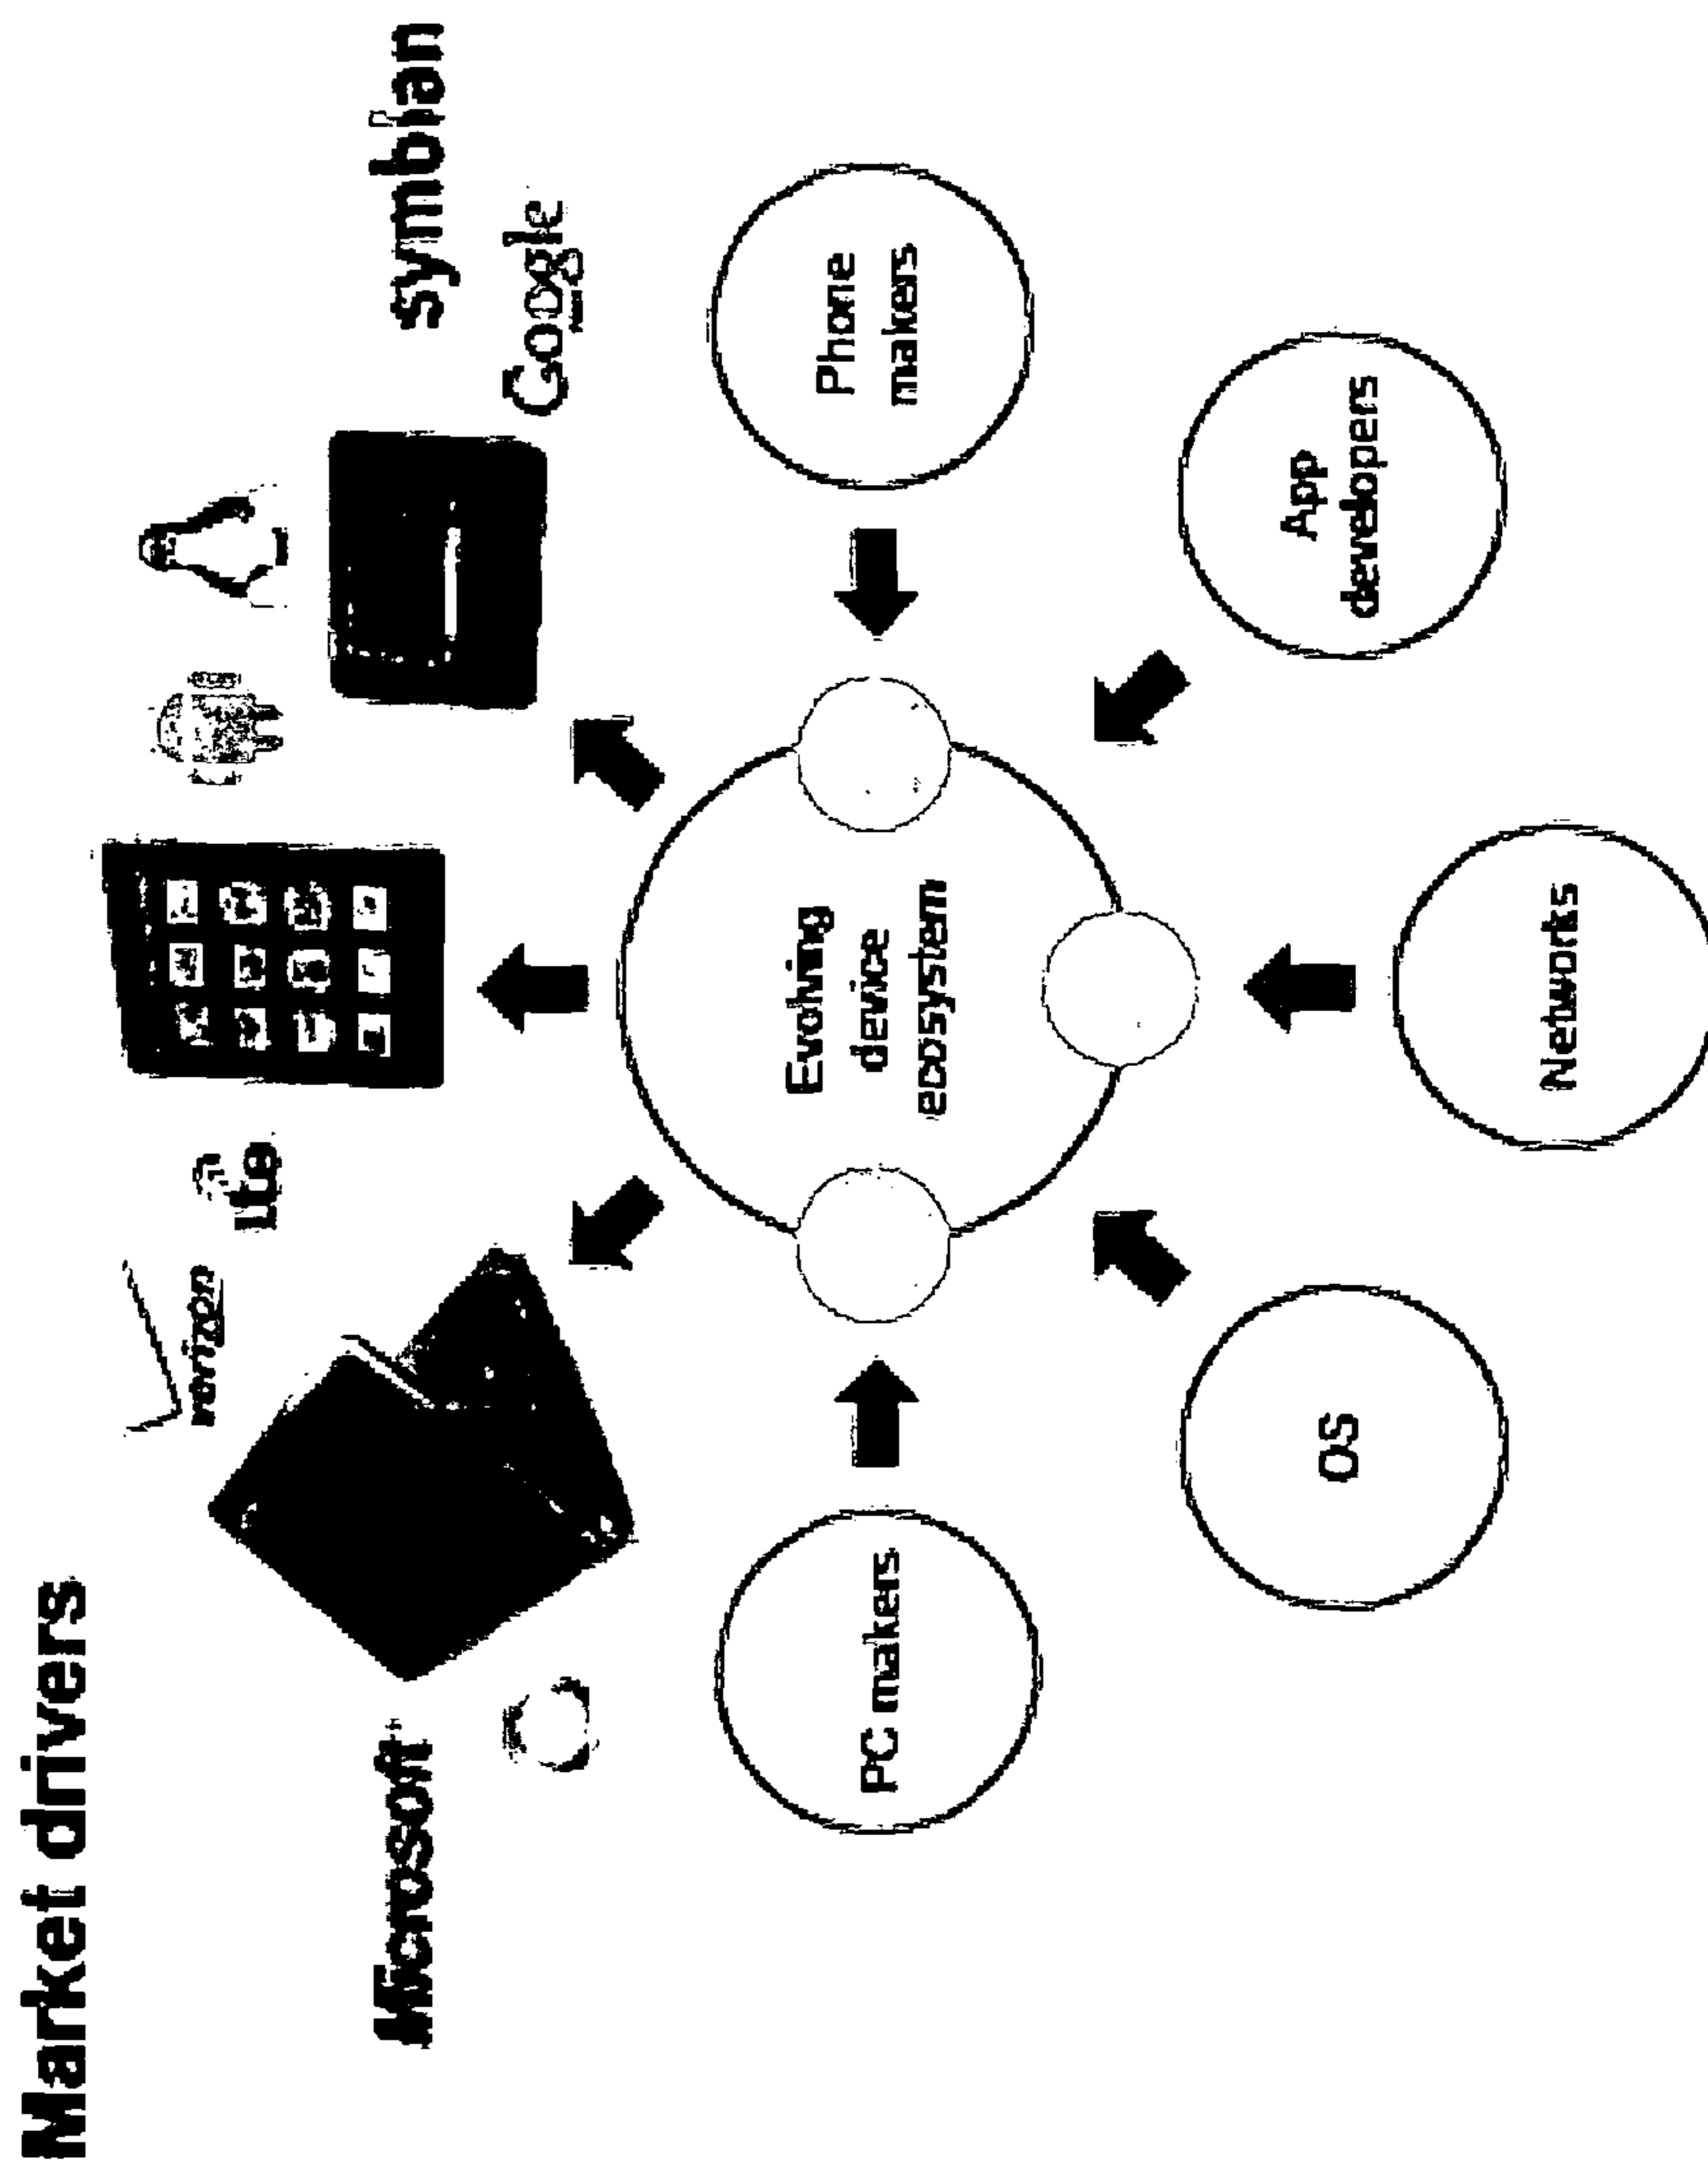 Market drivers
verizon
lte
Microsoft
symbian
Google
PC makers
Evolving
device
ecosystem
Phone
makers
OS
App
developers
Networks